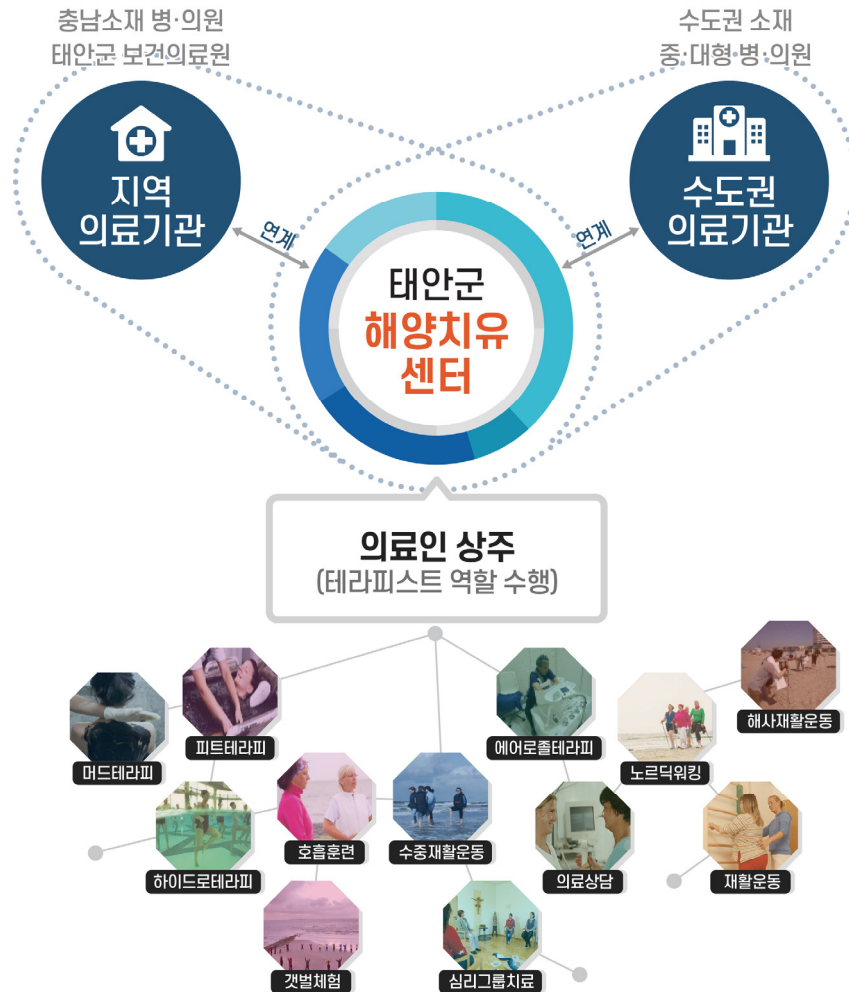 충남소재 병·의원
태안군 보건의료원
수도권 소재
중·대형 병·의원
지역
의료기관
수도권
의료기관
연계
연계
태안군
해양치유
센터
의료인 상주
(테라피스트 역할 수행)
머드테라피
피트테라피
에어로졸테라피
노르딕워킹
해사재활운동
하이드로테라피
호흡훈련
수중재활운동
의료상담
재활운동
갯벌체험
심리그룹치료